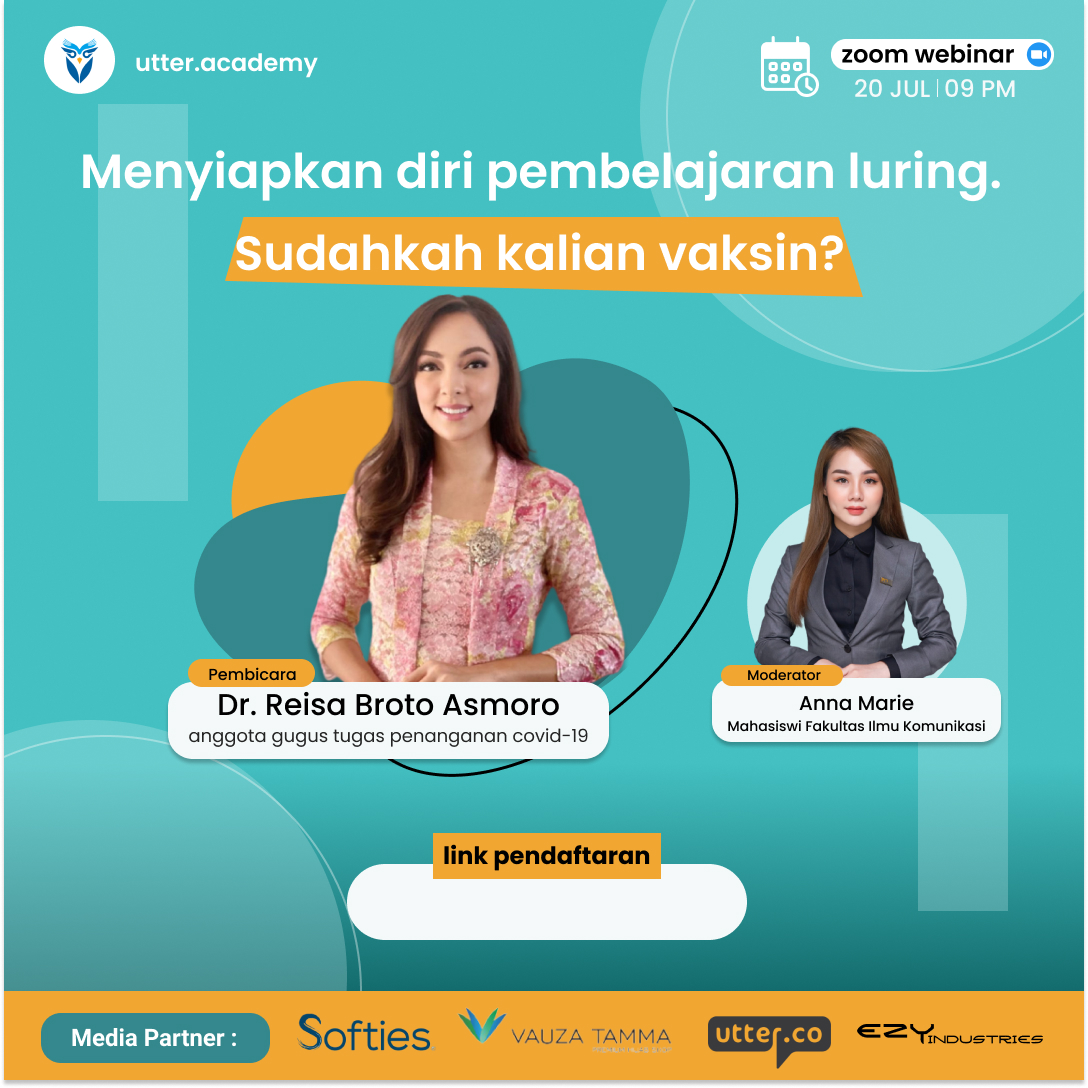 utter.academy
zoom webinar
20 JUL | 09 PM
Menyiapkan diri pembelajaran luring.
Sudahkah kalian vaksin?
Pembicara
Dr. Reisa Broto Asmoro
anggota gugus tugas penanganan covid-19
Moderator
Anna Marie
Mahasiswi Fakultas Ilmu Komunikasi
link pendaftaran
Media Partner :
Softies
VAUZA TAMMA
utter.co
EZY INDUSTRIES